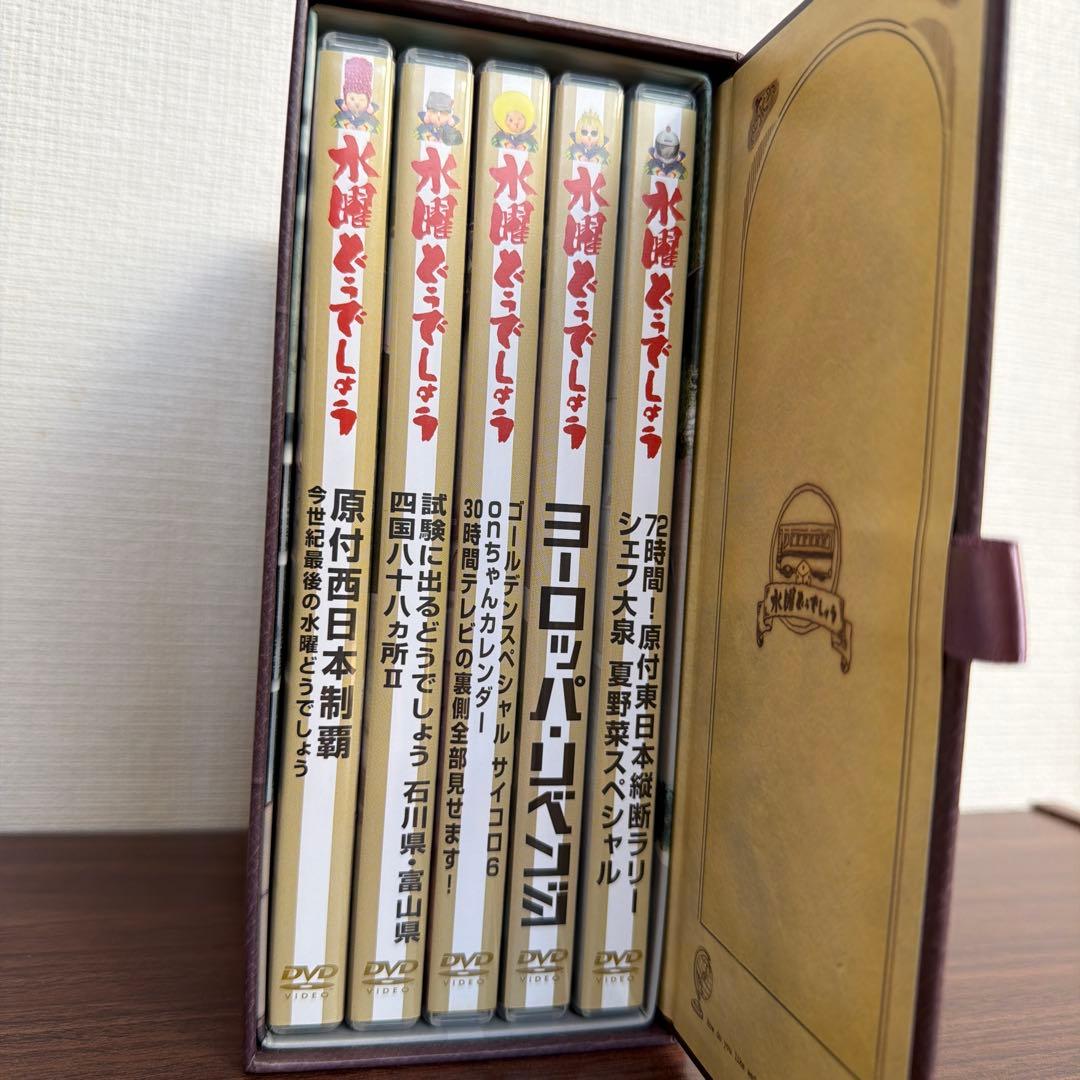 水曜どうでしょう
原付西日本制覇
今世紀最後の水曜どうでしょう
DVD
VIDEO
水曜どうでしょう
試験に出るどうでしょう 石川県・富山県
四国八十八ヵ所Ⅱ
DVD
VIDEO
水曜どうでしょう
ゴールデンスペシャル サイコロ6
onちゃんカレンダー
30時間テレビの裏側全部見せます!
DVD
VIDEO
水曜どうでしょう
ヨーロッパ・リベンジ
DVD
VIDEO
水曜どうでしょう
72時間!原付東日本縦断ラリー
シェフ大泉 夏野菜スペシャル
DVD
VIDEO
水曜どうでしょう